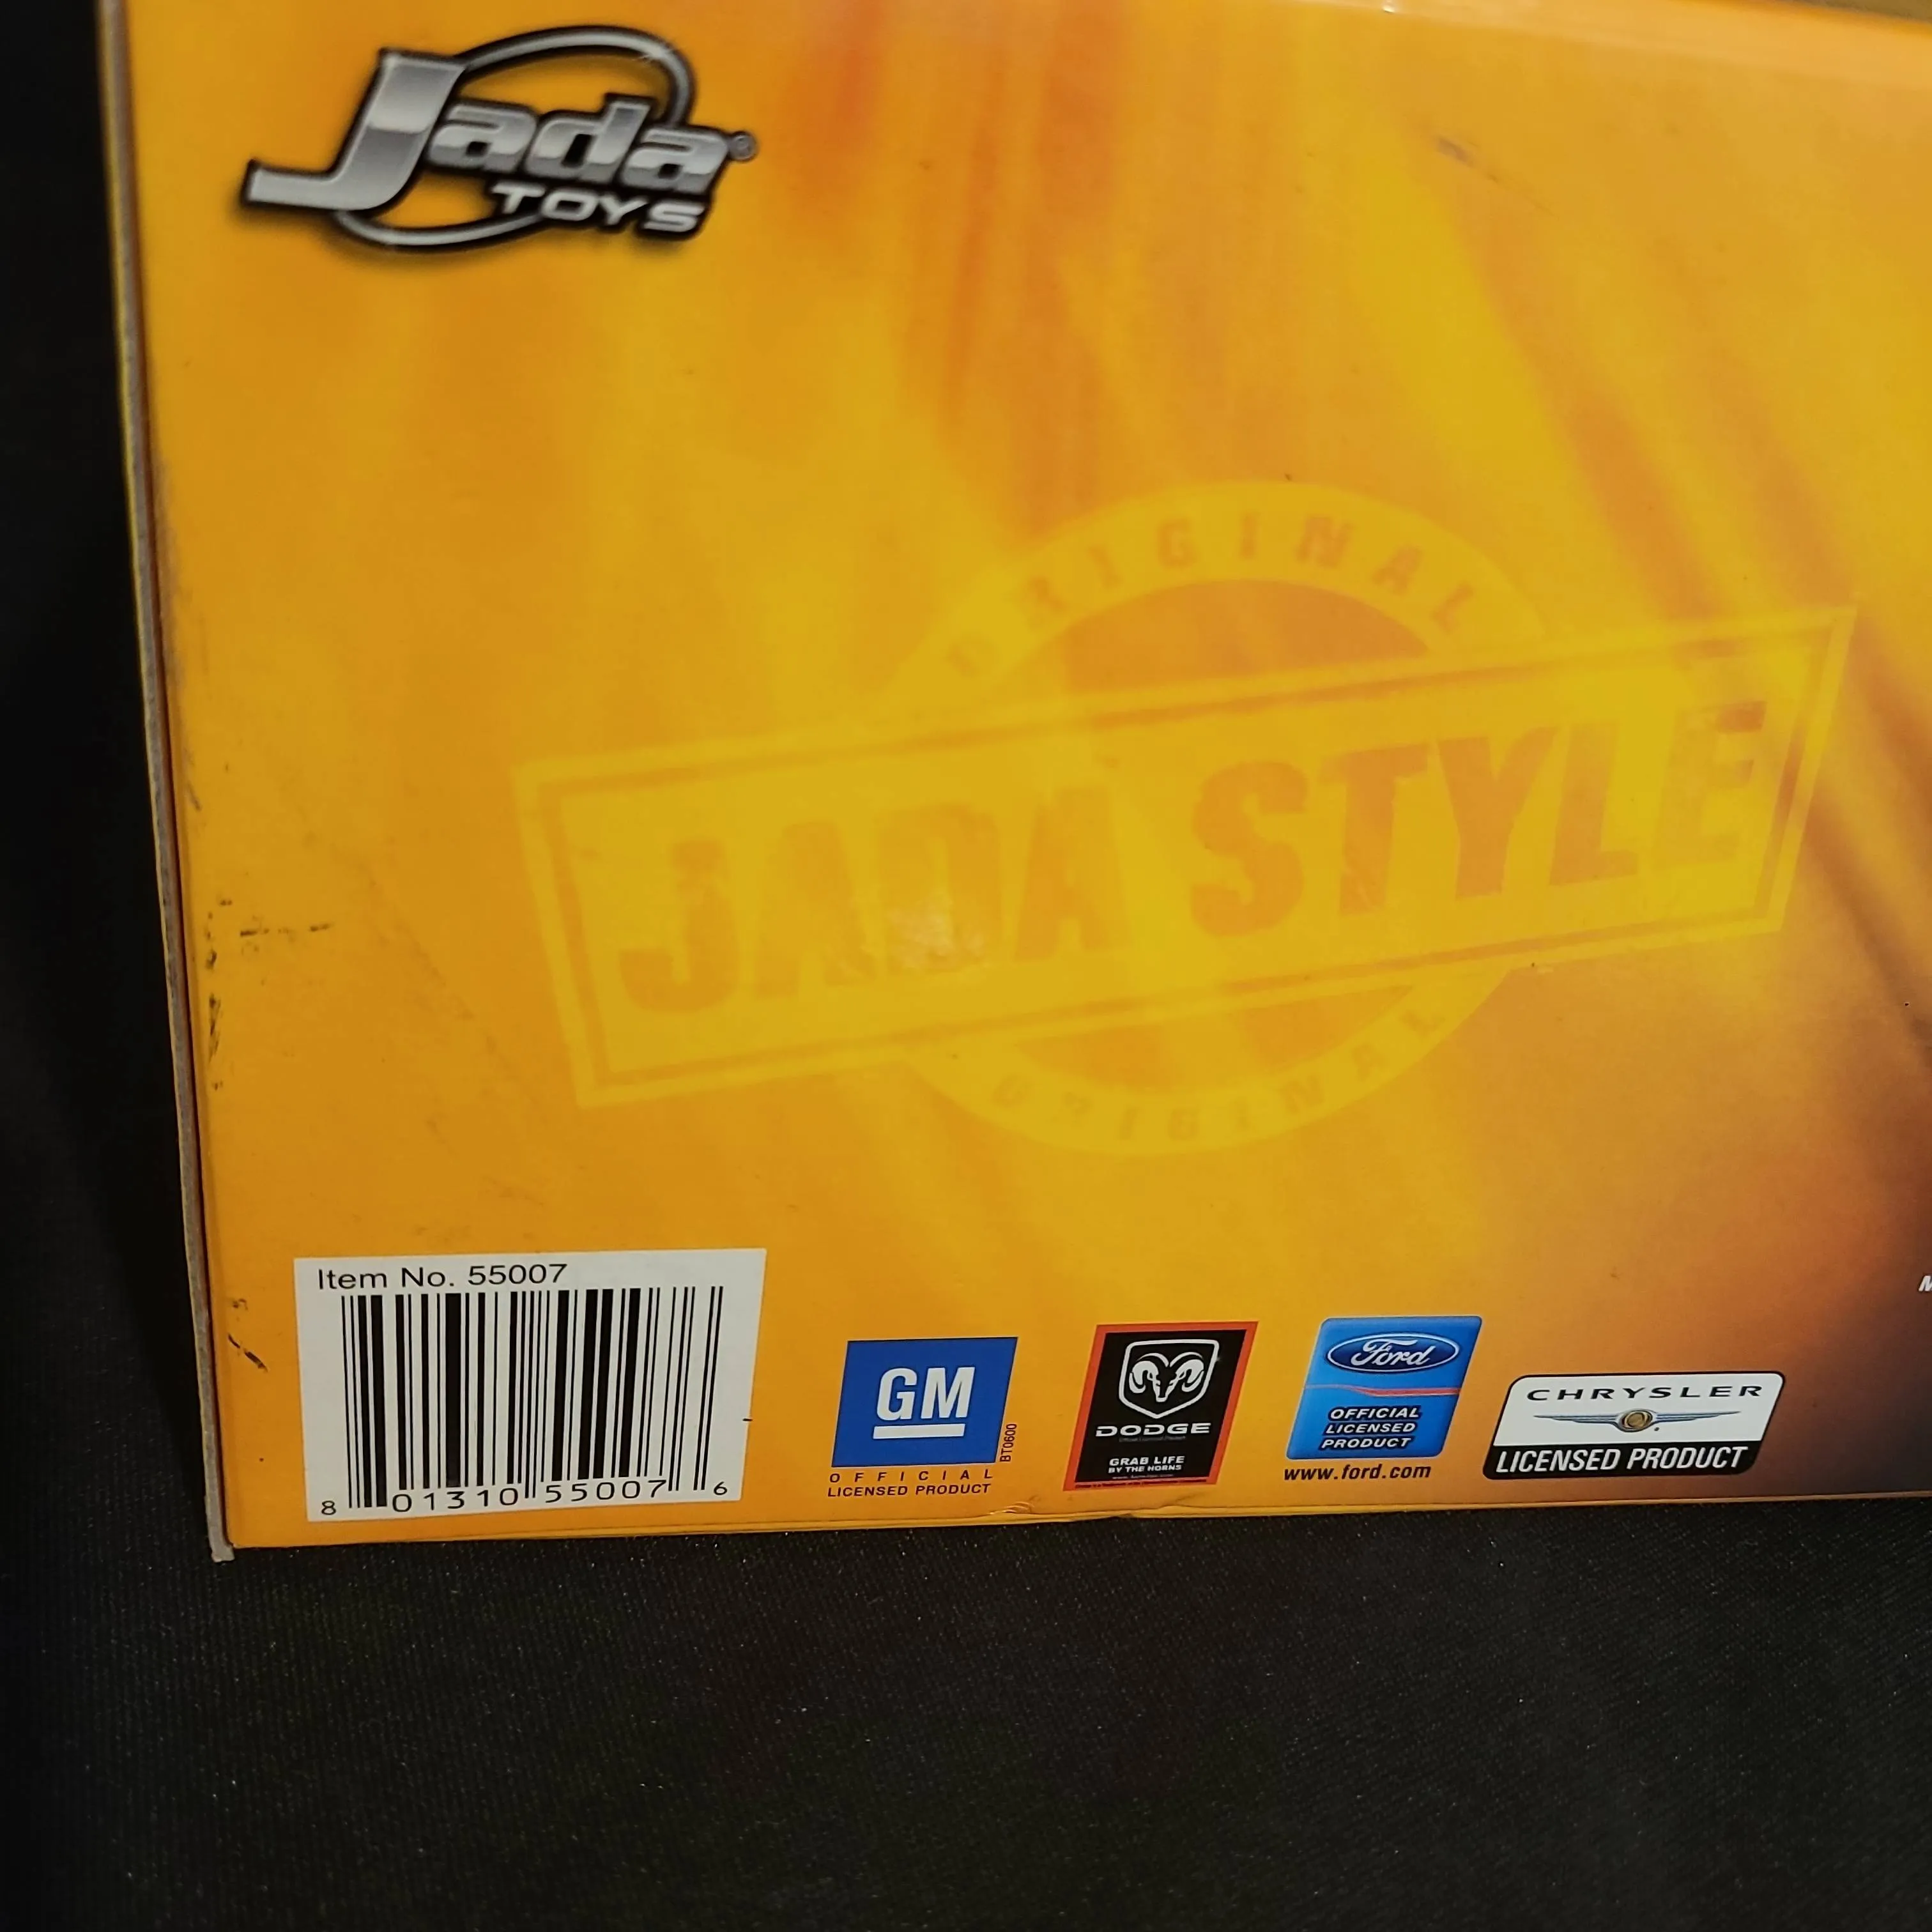 Jada®
TOYS
ORIGINAL
JADA STYLE
ORIGINAL
Item No. 55007
8 01310 55007 6
GM
OFFICIAL
LICENSED PRODUCT
BT0600
DODGE
GRAB LIFE
BY THE HORNS
Ford
OFFICIAL
LICENSED
PRODUCT
www.ford.com
CHRYSLER
LICENSED PRODUCT